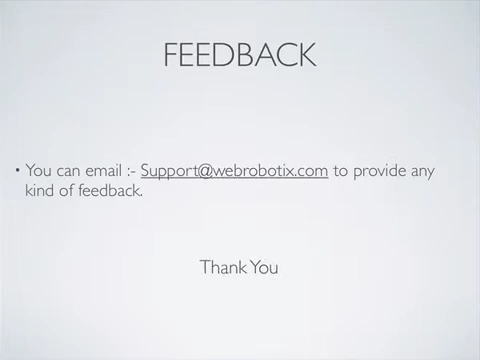 FEEDBACK
• You can email :- Support@webrobotix.com to provide any
kind of feedback.
Thank You